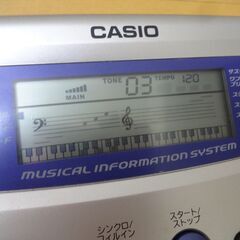 CASIO
TONE 03 TEMPO 120
MAIN
MUSICAL INFORMATION SYSTEM
シンクロ/
フィルイン
スタート/
ストップ